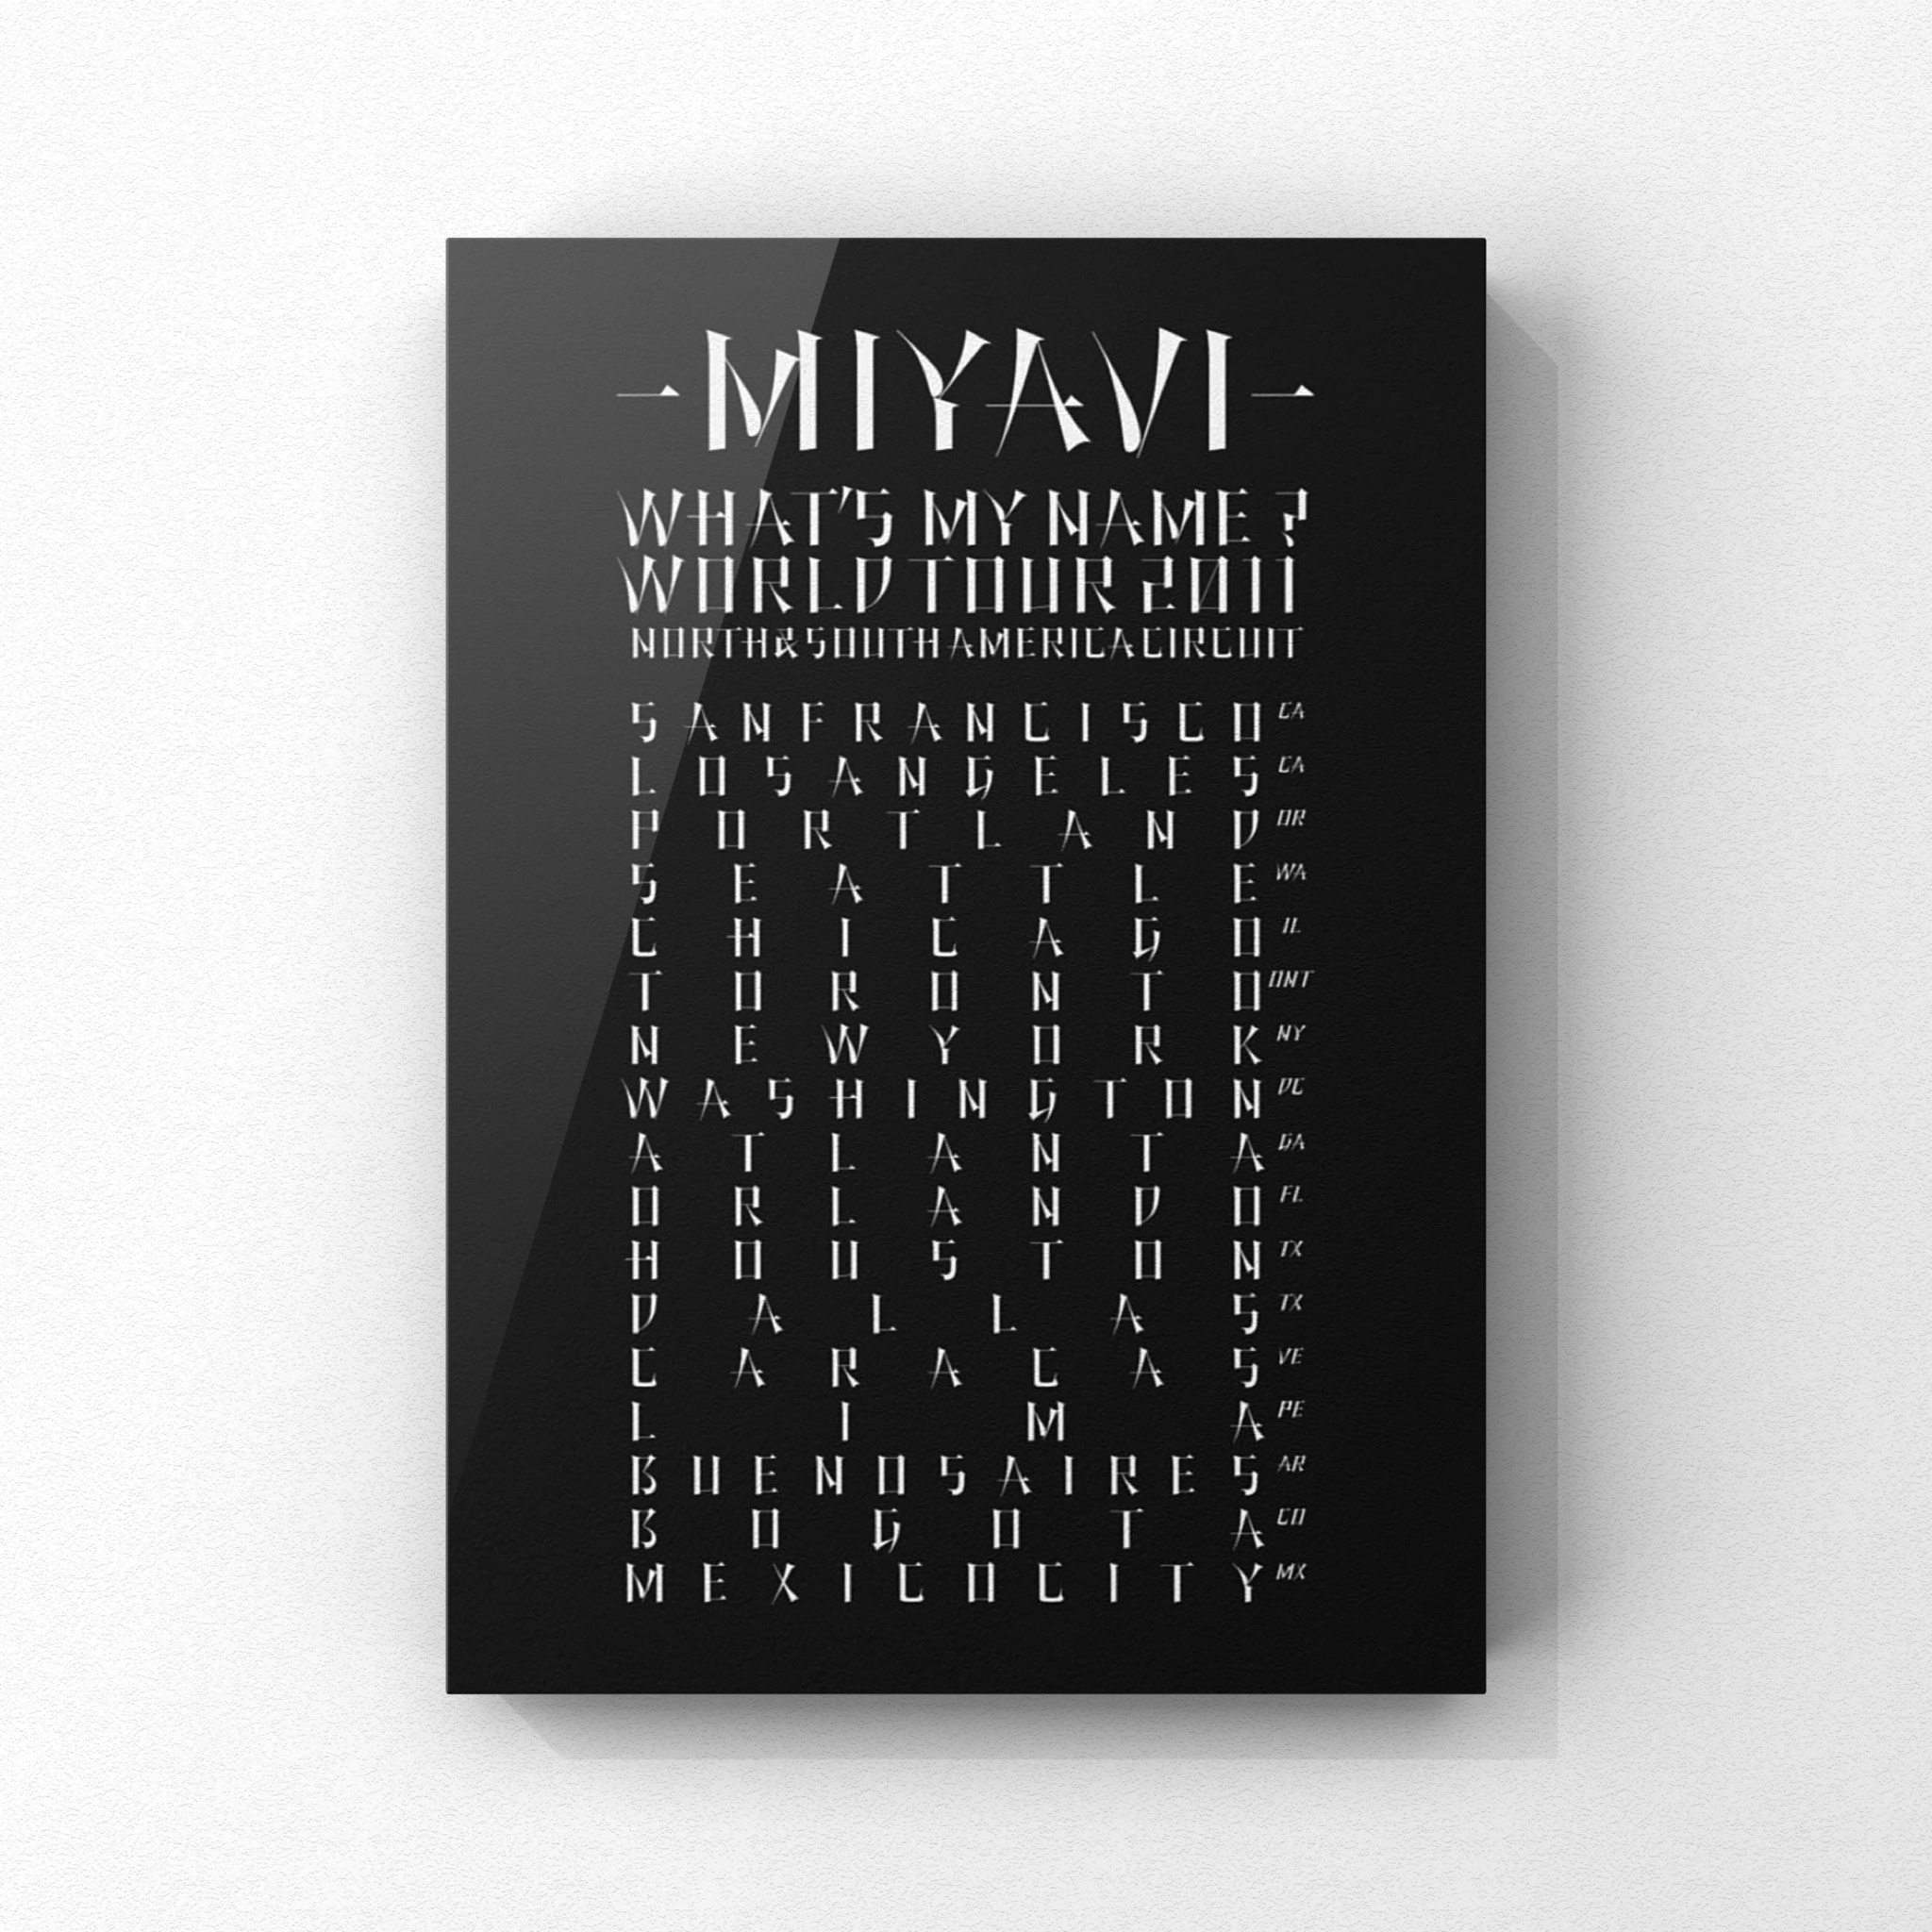 -MIYAVI-
WHAT'S MY NAME ?
WORLD TOUR 2011
NORTH & SOUTH AMERICA CIRCUIT
SAN FRANCISCO CA
LOS ANGELES CA
PORTLAND OR
SEATTLE WA
CHICAGO IL
TORONTO ONT
NEW YORK NY
WASHINGTON DC
ATLANTA GA
ORLANDO FL
HOUSTON TX
DALLAS TX
CARACAS VE
LIMA PE
BUENOS AIRES AR
BOGOTA CO
MEXICO CITY MX